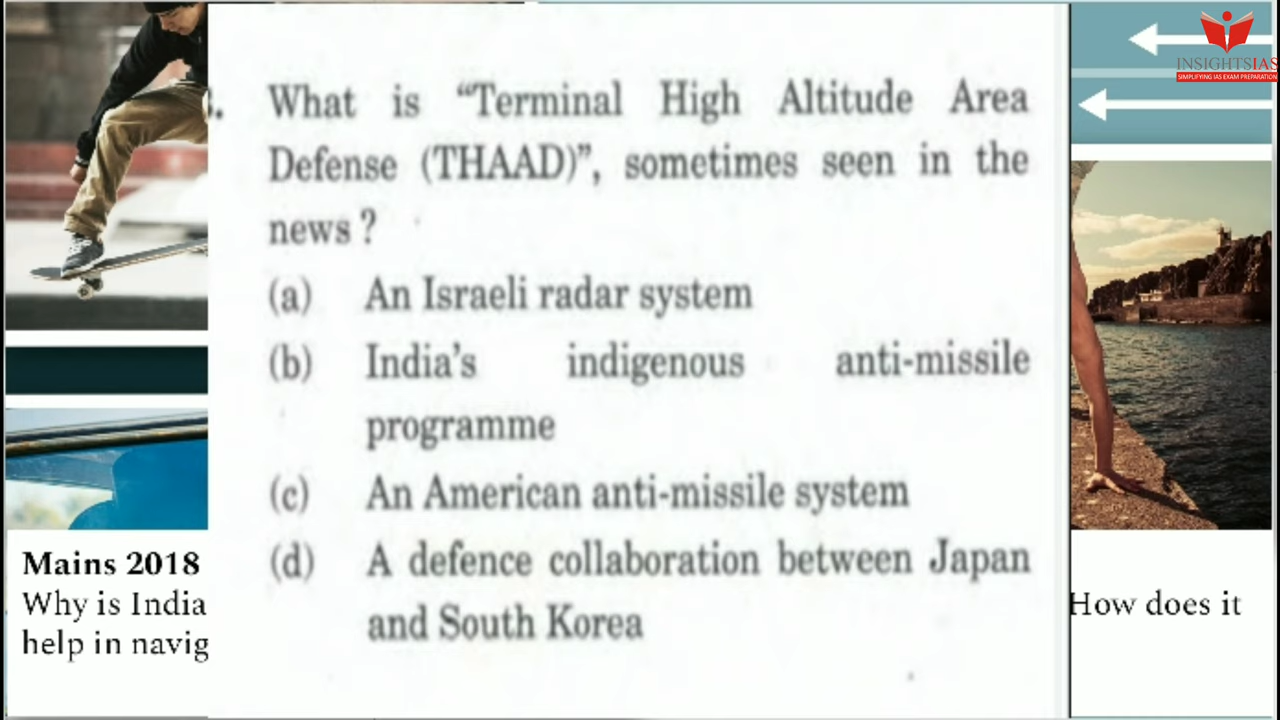 INSIGHTSIAS
SIMPLIFYING IAS EXAM PREPARATION
What is “Terminal High Altitude Area
Defense (THAAD)”, sometimes seen in the
news ?
(a) An Israeli radar system
(b) India’s indigenous anti-missile
programme
(c) An American anti-missile system
(d) A defence collaboration between Japan
and South Korea
Mains 2018
Why is India
help in navig
How does it